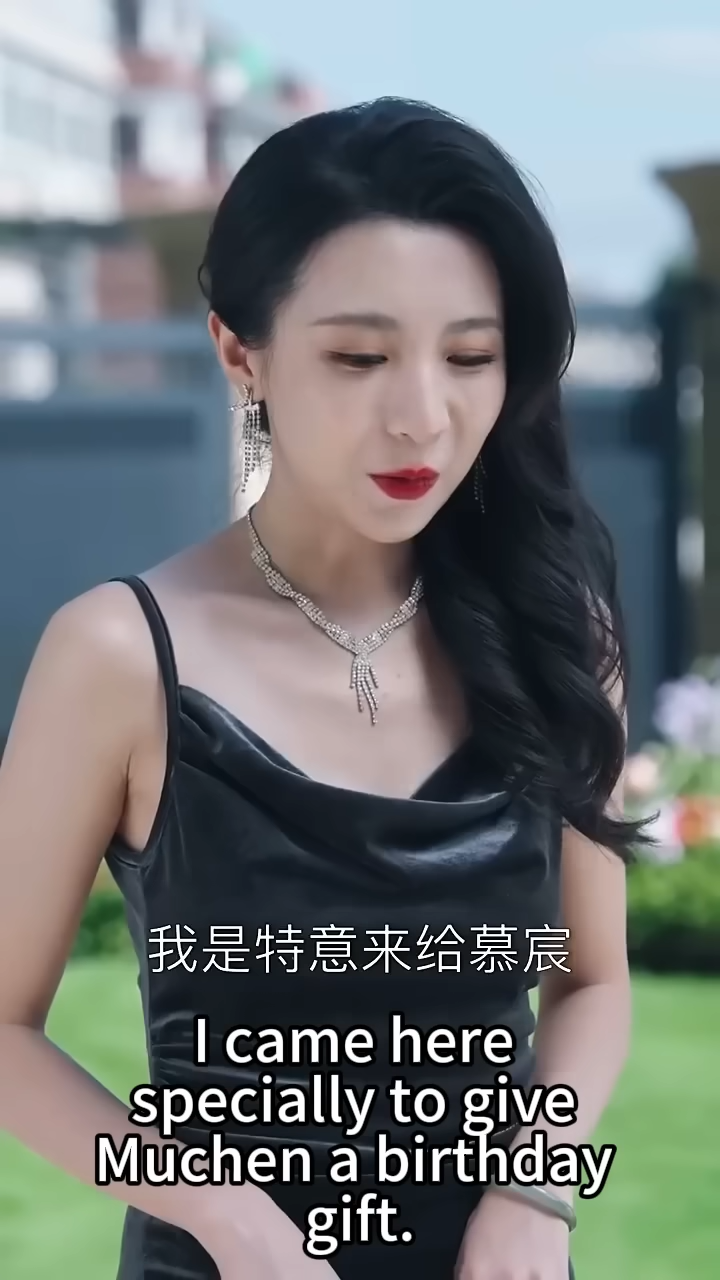 我是特意来给慕宸
I came here
specially to give
Muchen a birthday
gift.